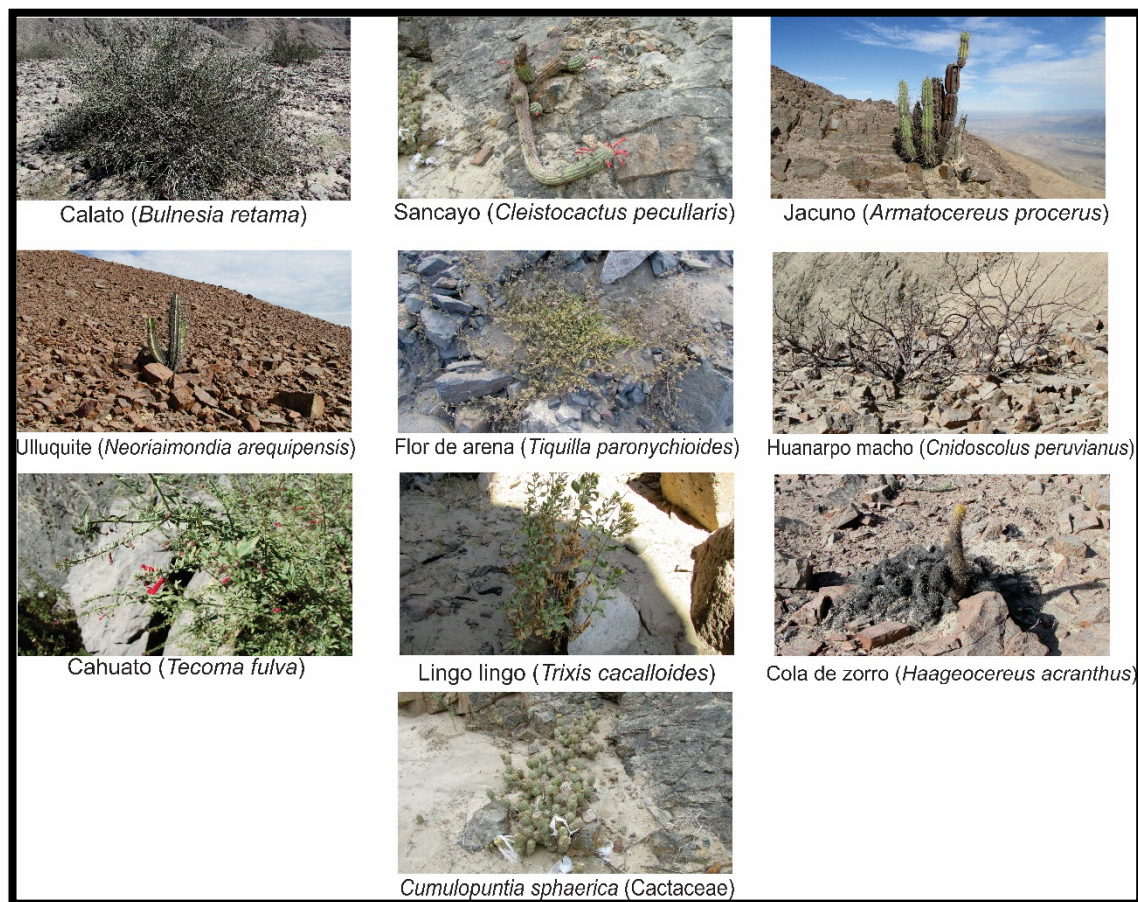 Calato (Bulnesia retama)
Sancayo (Cleistocactus pecullaris)
Jacuno (Armatocereus procerus)
Ulluquite (Neoriaimondia arequipensis)
Flor de arena (Tiquilla paronychioides)
Huanarpo macho (Cnidoscolus peruvianus)
Cahuato (Tecoma fulva)
Lingo lingo (Trixis cacalloides)
Cola de zorro (Haageocereus acranthus)
Cumulopuntia sphaerica (Cactaceae)